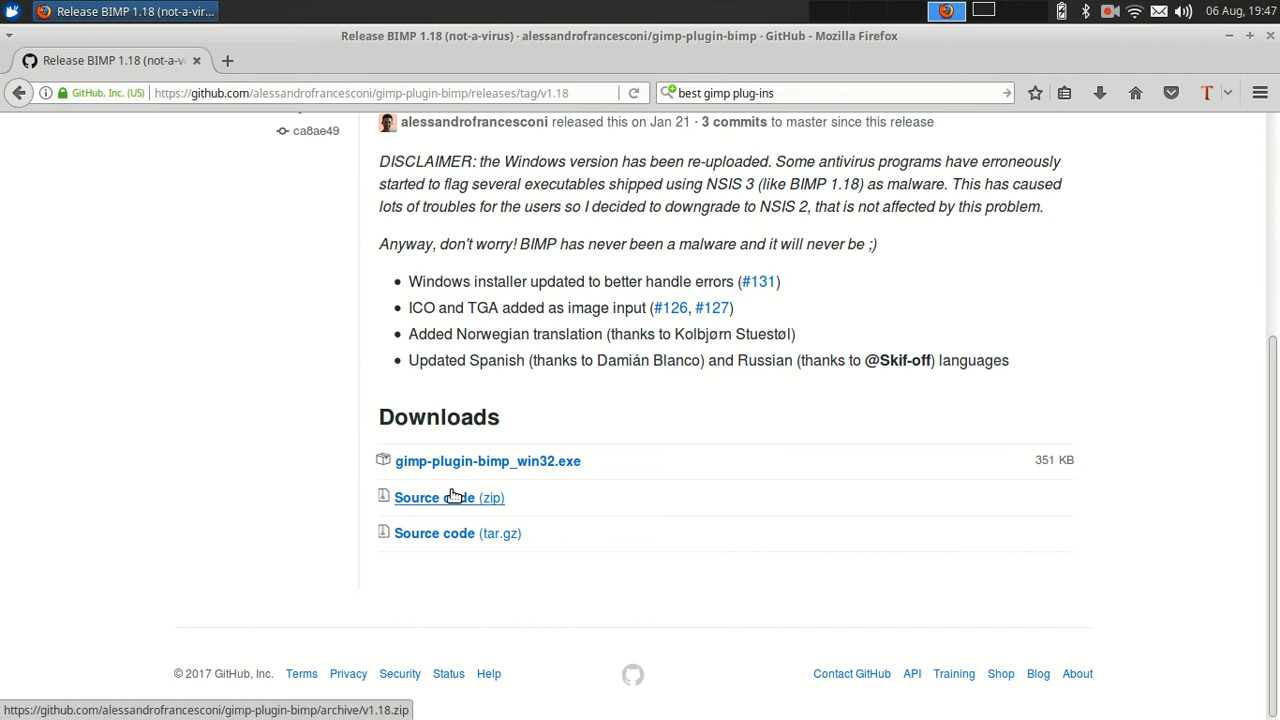 Release BIMP 1.18 (not-a-vir...
06 Aug, 19:47
Release BIMP 1.18 (not-a-virus) · alessandrofrancesconi/gimp-plugin-bimp · GitHub - Mozilla Firefox
Release BIMP 1.18 (not-a-vi
GitHub, Inc. (US)
https://github.com/alessandrofrancesconi/gimp-plugin-bimp/releases/tag/v1.18
best gimp plug-ins
ca8ae49
alessandrofrancesconi released this on Jan 21 · 3 commits to master since this release
DISCLAIMER: the Windows version has been re-uploaded. Some antivirus programs have erroneously
started to flag several executables shipped using NSIS 3 (like BIMP 1.18) as malware. This has caused
lots of troubles for the users so I decided to downgrade to NSIS 2, that is not affected by this problem.
Anyway, don't worry! BIMP has never been a malware and it will never be ;)
• Windows installer updated to better handle errors (#131)
• ICO and TGA added as image input (#126, #127)
• Added Norwegian translation (thanks to Kolbjørn Stuestøl)
• Updated Spanish (thanks to Damián Blanco) and Russian (thanks to @Skif-off) languages
Downloads
gimp-plugin-bimp_win32.exe 351 KB
Source code (zip)
Source code (tar.gz)
© 2017 GitHub, Inc. Terms Privacy Security Status Help Contact GitHub API Training Shop Blog About
https://github.com/alessandrofrancesconi/gimp-plugin-bimp/archive/v1.18.zip